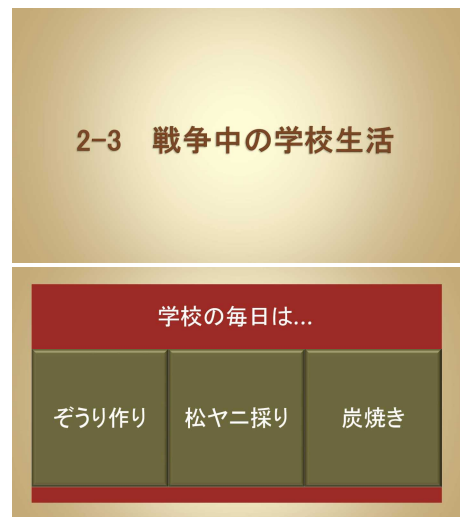 2-3 戦争中の学校生活
学校の毎日は...
ぞうり作り
松ヤニ採り
炭焼き